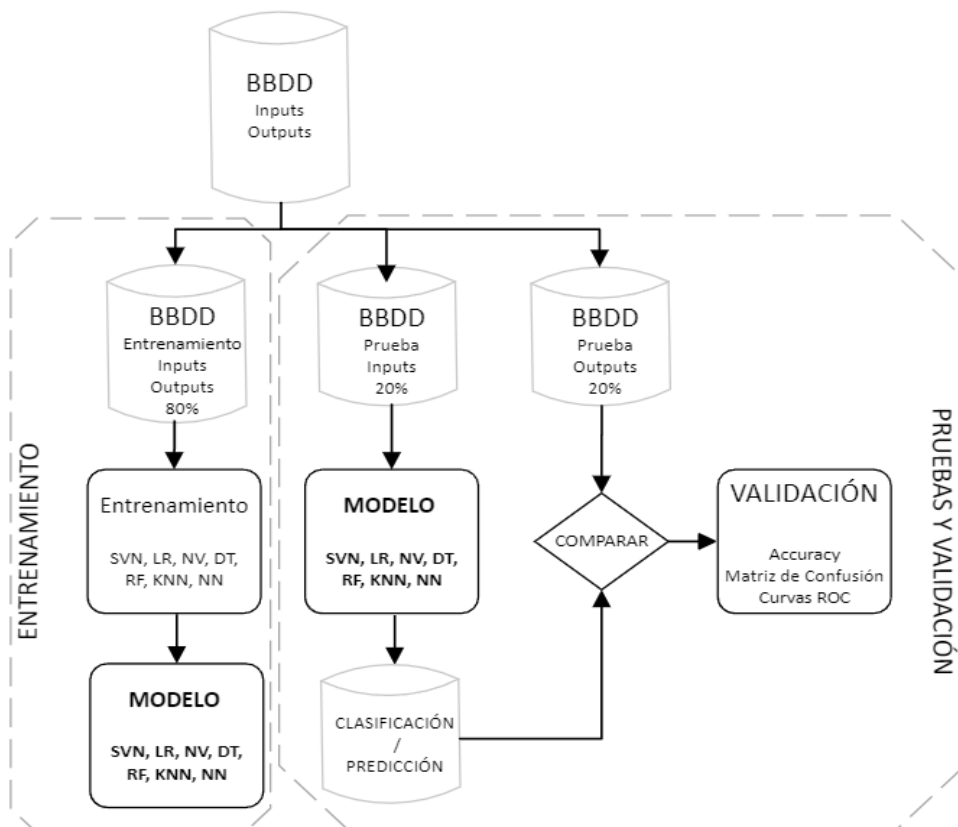 BBDD
Inputs
Outputs
ENTRENAMIENTO
BBDD
Entrenamiento
Inputs
Outputs
80%
Entrenamiento
SVN, LR, NV, DT,
RF, KNN, NN
MODELO
SVN, LR, NV, DT,
RF, KNN, NN
BBDD
Prueba
Inputs
20%
MODELO
SVN, LR, NV, DT,
RF, KNN, NN
CLASIFICACIÓN
/
PREDICCIÓN
BBDD
Prueba
Outputs
20%
COMPARAR
VALIDACIÓN
Accuracy
Matriz de Confusión
Curvas ROC
PRUEBAS Y VALIDACIÓN